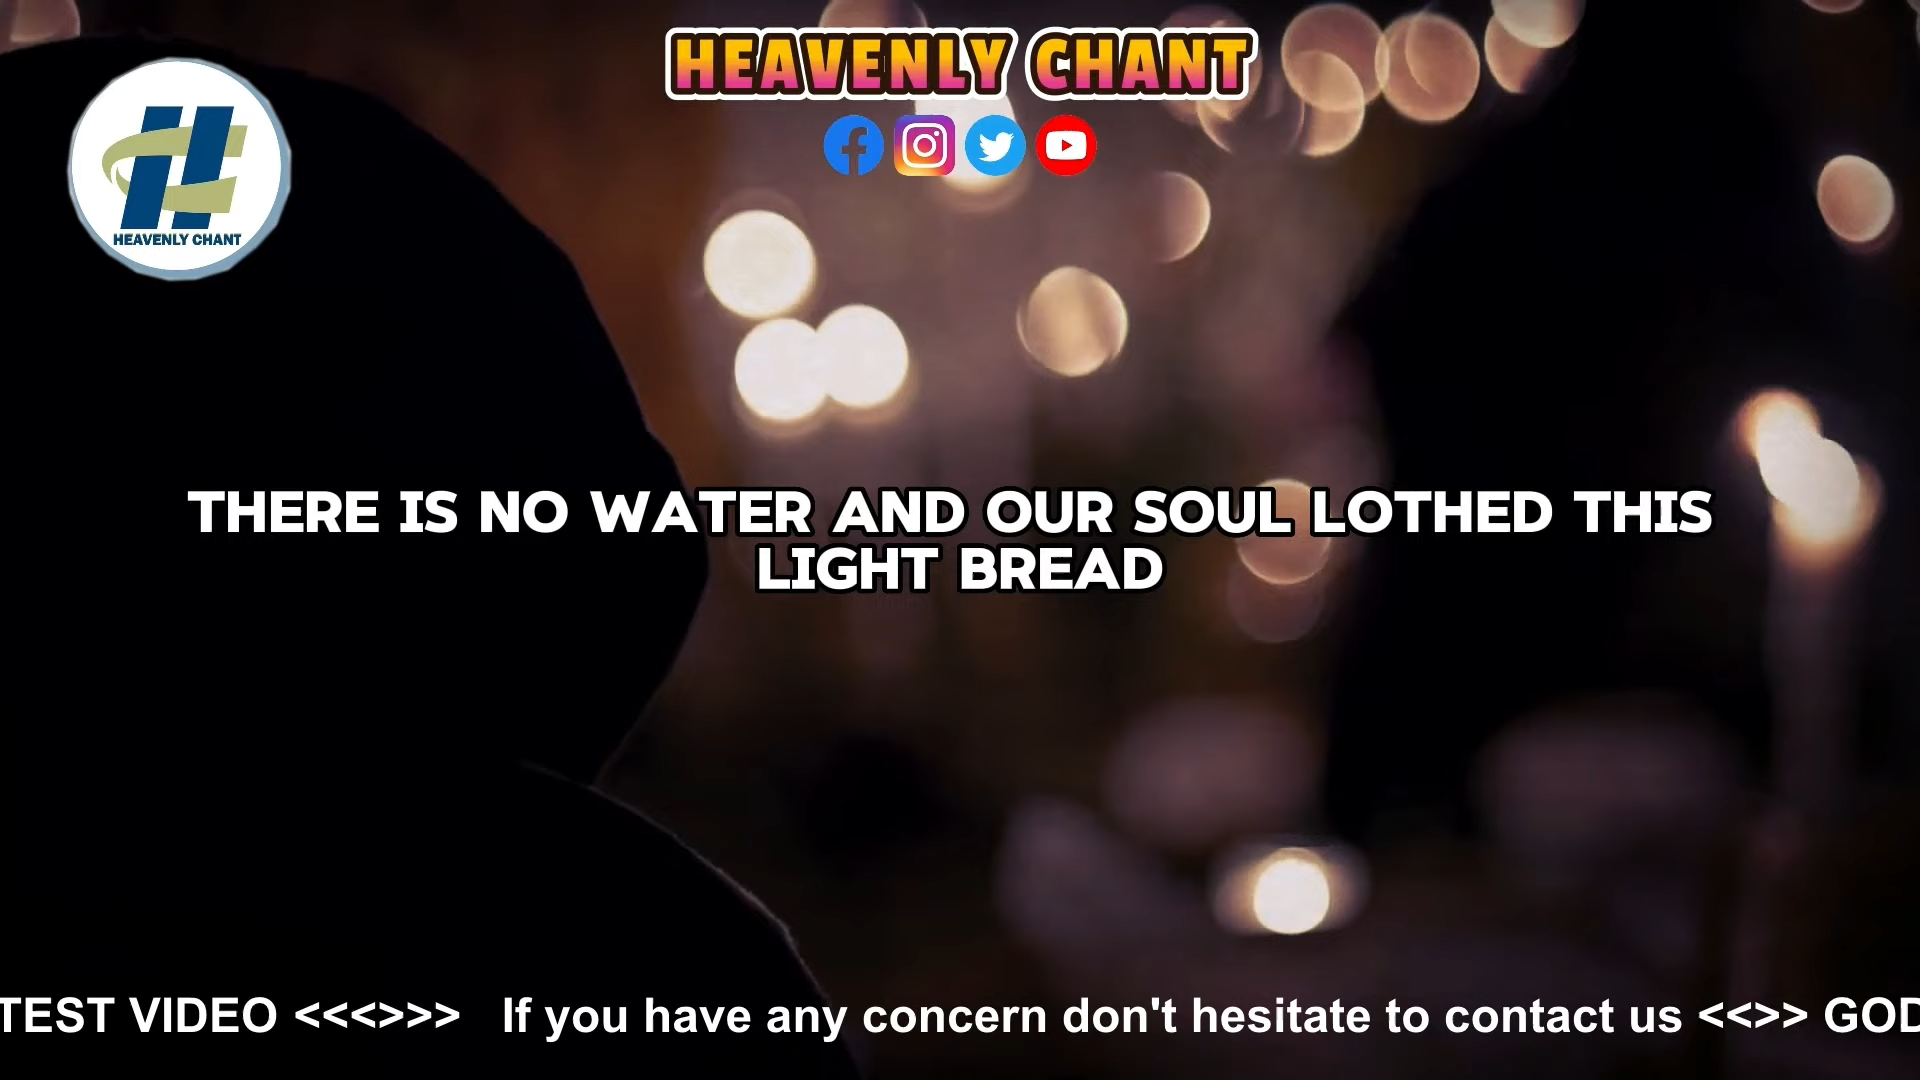 HEAVENLY CHANT
HEAVENLY CHANT
THERE IS NO WATER AND OUR SOUL LOTHED THIS
LIGHT BREAD
TEST VIDEO <<<>>> If you have any concern don't hesitate to contact us <<>> GOD